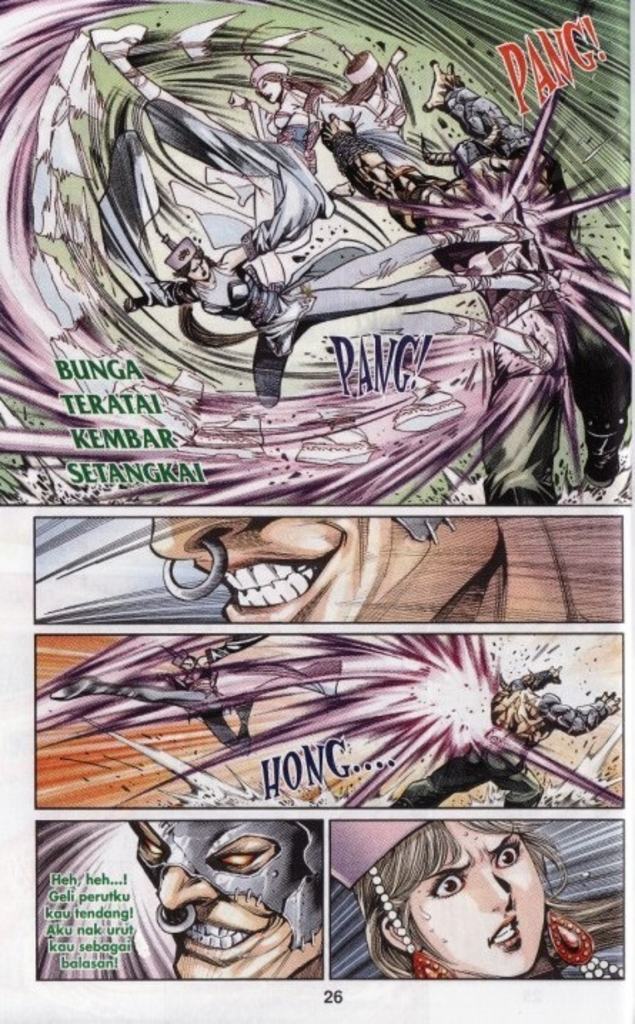 PANG!
PANG!
BUNGA
TERATAI
KEMBAR
SETANGKAI
HONG....
Heh, heh...!
Geli perutku
kau tendang!
Aku nak urut
kau sebagai
balasan!
26